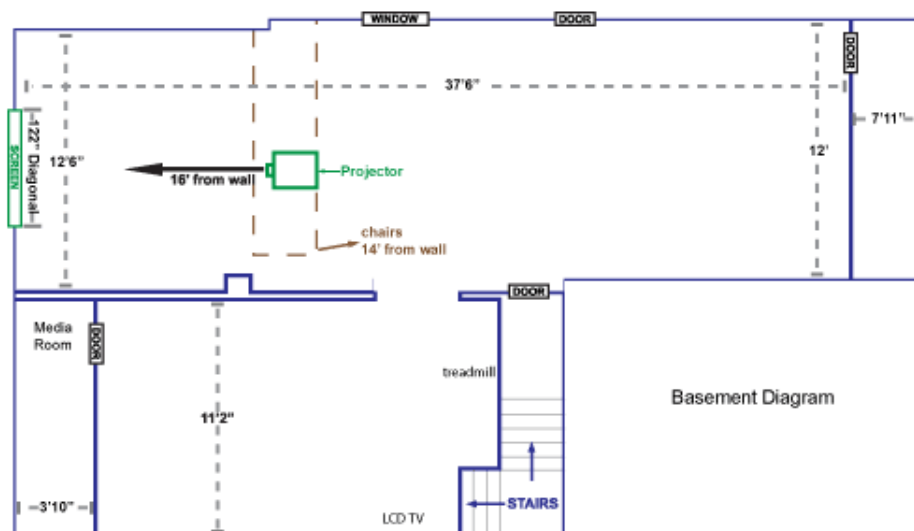 WINDOW
DOOR
DOOR
37'6"
7'11"
SCREEN
122" Diagonal
12'6"
16' from wall
Projector
12'
chairs
14' from wall
DOOR
Media
Room
DOOR
treadmill
11'2"
Basement Diagram
3'10"
LCD TV
STAIRS